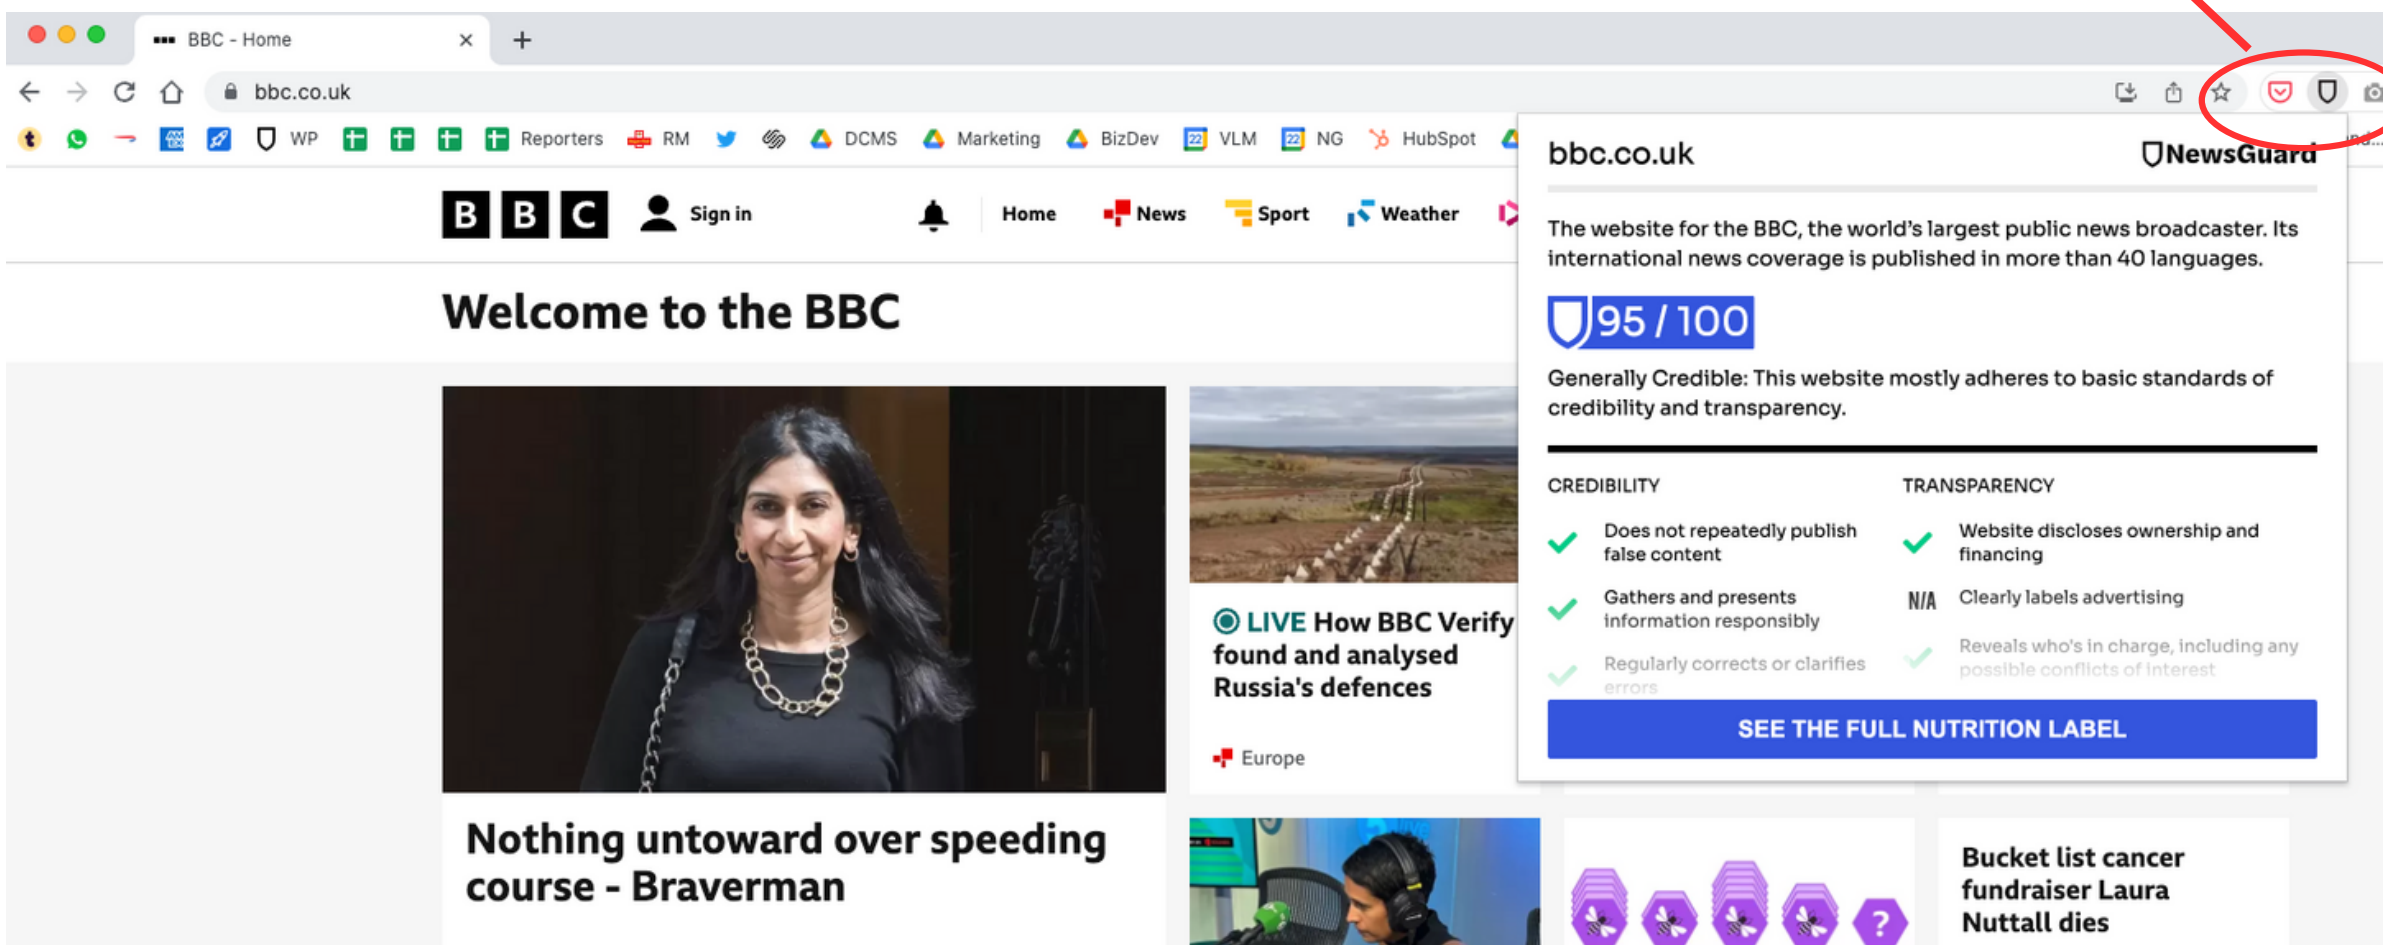 BBC - Home
bbc.co.uk
t
WP
Reporters
RM
DCMS
Marketing
BizDev
22 VLM
22 NG
HubSpot
BBC
Sign in
Home
News
Sport
Weather
Welcome to the BBC
Nothing untoward over speeding
course - Braverman
LIVE How BBC Verify
found and analysed
Russia's defences
Europe
bbc.co.uk
NewsGuard
The website for the BBC, the world's largest public news broadcaster. Its
international news coverage is published in more than 40 languages.
95 / 100
Generally Credible: This website mostly adheres to basic standards of
credibility and transparency.
CREDIBILITY
Does not repeatedly publish
false content
Gathers and presents
information responsibly
Regularly corrects or clarifies
errors
TRANSPARENCY
Website discloses ownership and
financing
N/A Clearly labels advertising
Reveals who's in charge, including any
possible conflicts of interest
SEE THE FULL NUTRITION LABEL
live
?
Bucket list cancer
fundraiser Laura
Nuttall dies